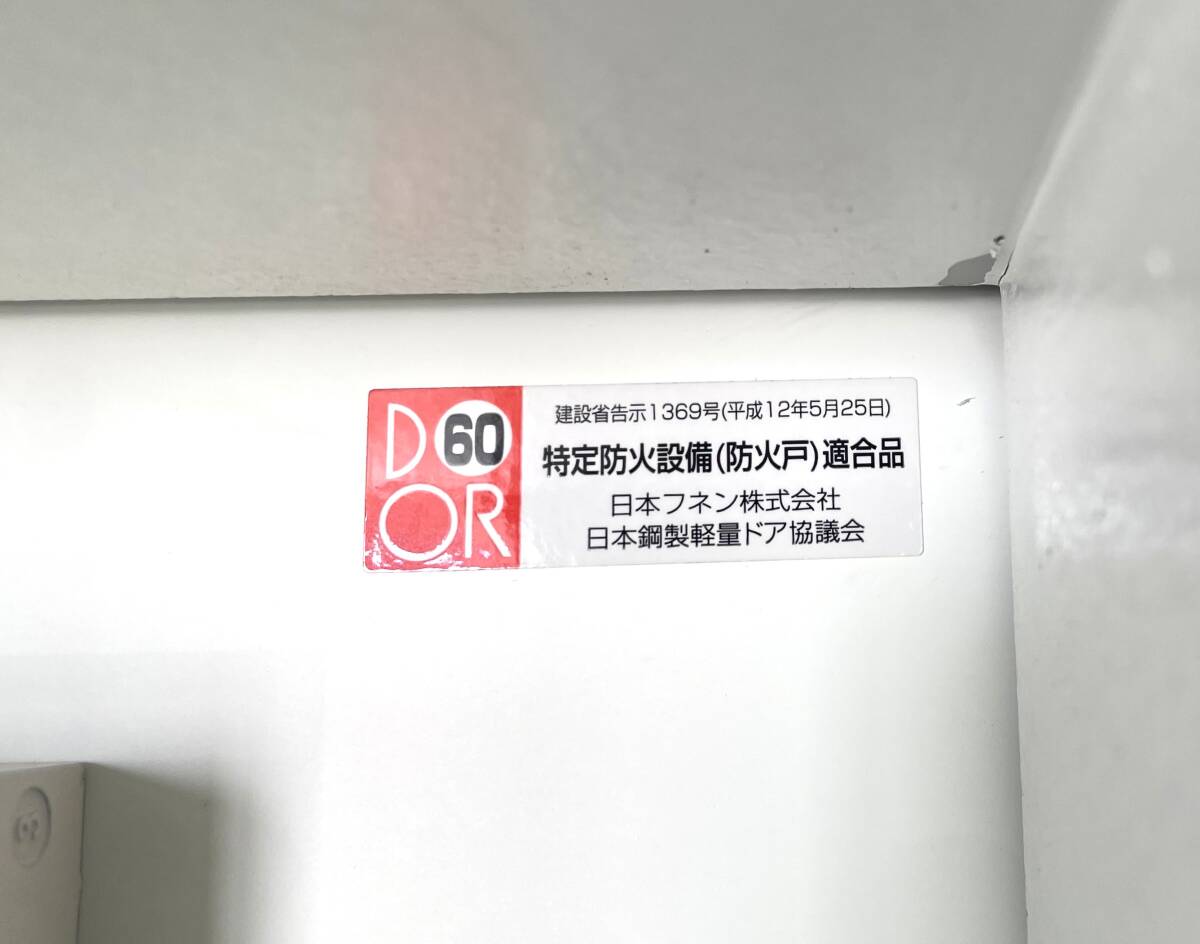 DO 60
OR
建設省告示1369号(平成12年5月25日)
特定防火設備(防火戸)適合品
日本フネン株式会社
日本鋼製軽量ドア協議会